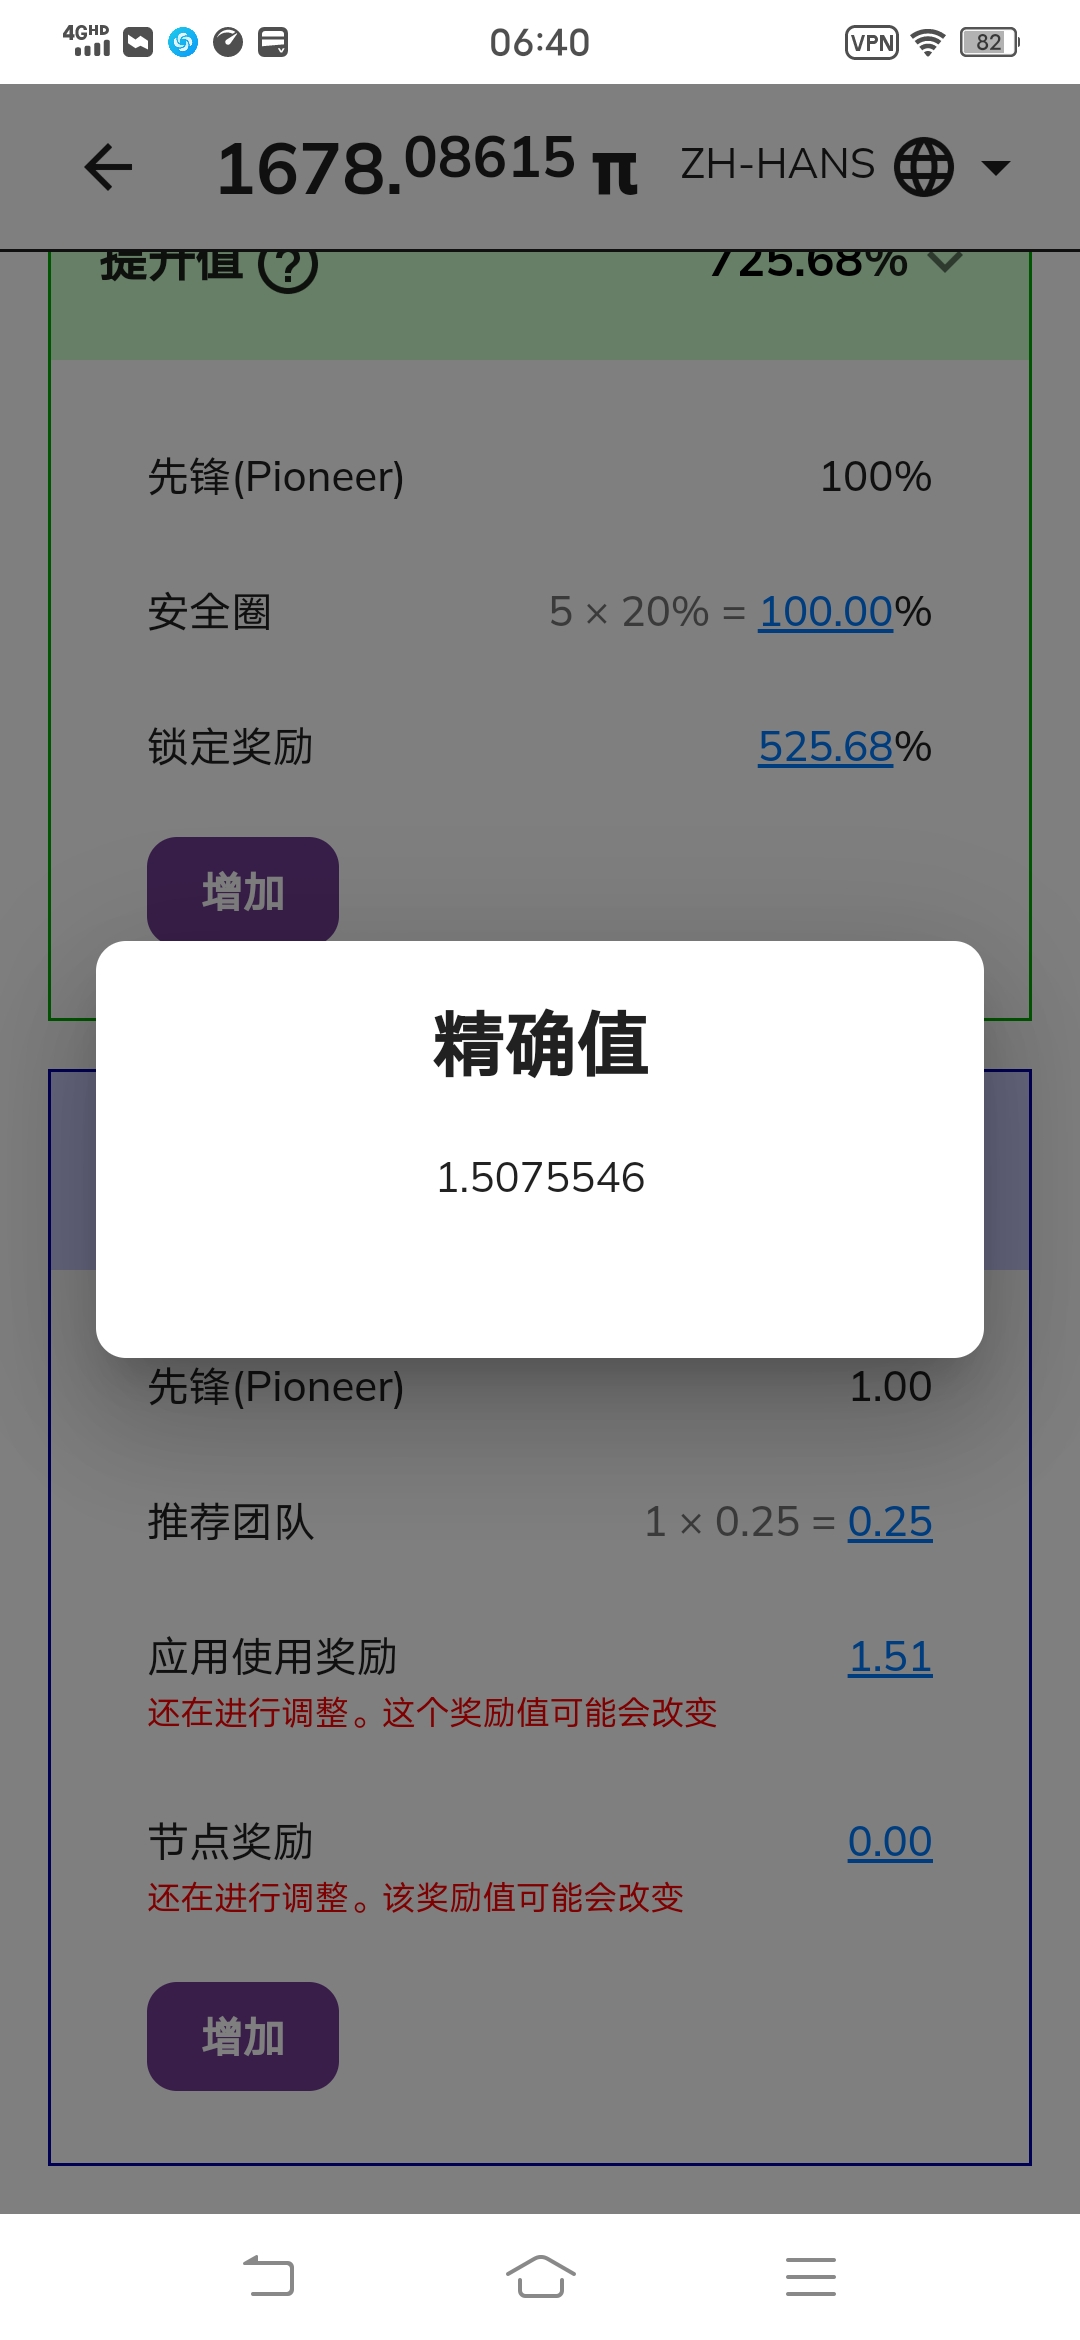 4GHD 06:40 VPN 82
1678.08615 π ZH-HANS
提升值 ? 725.68%
先锋(Pioneer) 100%
安全圈 5 × 20% = 100.00%
锁定奖励 525.68%
增加
精确值
1.5075546
先锋(Pioneer) 1.00
推荐团队 1 × 0.25 = 0.25
应用使用奖励 1.51
还在进行调整。这个奖励值可能会改变
节点奖励 0.00
还在进行调整。该奖励值可能会改变
增加